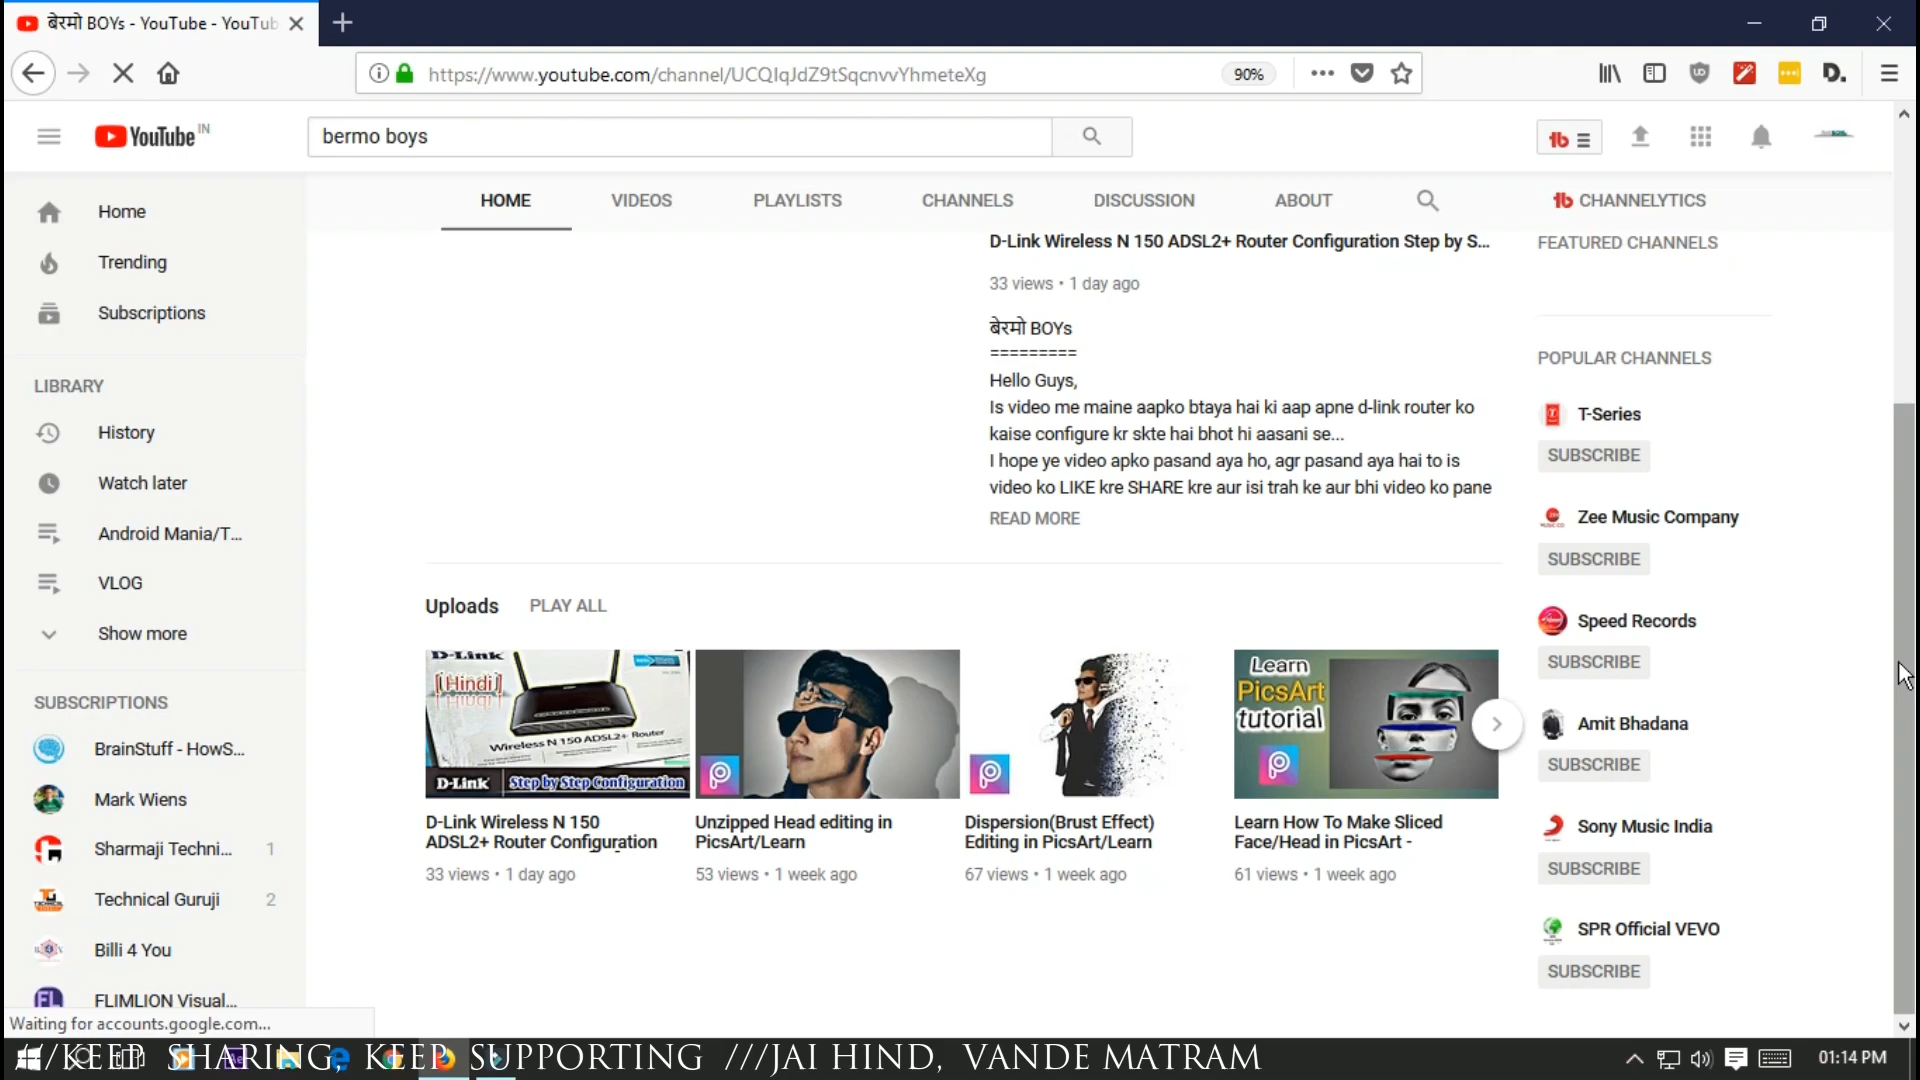 बेरमो BOYs - YouTube - YouTub
https://www.youtube.com/channel/UCQIqJdZ9tSqcnvvYhmeteXg
90%
YouTube IN
bermo boys
HOME
VIDEOS
PLAYLISTS
CHANNELS
DISCUSSION
ABOUT
CHANNELYTICS
Home
Trending
Subscriptions
LIBRARY
History
Watch later
Android Mania/T...
VLOG
Show more
SUBSCRIPTIONS
BrainStuff - HowS...
Mark Wiens
Sharmaji Techni... 1
Technical Guruji 2
Billi 4 You
FLIMLION Visual...
Waiting for accounts.google.com...
D-Link Wireless N 150 ADSL2+ Router Configuration Step by S...
33 views • 1 day ago
बेरमो BOYs
=========
Hello Guys,
Is video me maine aapko btaya hai ki aap apne d-link router ko
kaise configure kr skte hai bhot hi aasani se...
I hope ye video apko pasand aya ho, agr pasand aya hai to is
video ko LIKE kre SHARE kre aur isi trah ke aur bhi video ko pane
READ MORE
Uploads PLAY ALL
D-Link
[Hindi]
Wireless N 150 ADSL2+ Router
D-Link Step by Step Configuration
D-Link Wireless N 150
ADSL2+ Router Configuration
33 views • 1 day ago
Unzipped Head editing in
PicsArt/Learn
53 views • 1 week ago
Dispersion(Brust Effect)
Editing in PicsArt/Learn
67 views • 1 week ago
Learn
PicsArt
tutorial
Learn How To Make Sliced
Face/Head in PicsArt -
61 views • 1 week ago
FEATURED CHANNELS
POPULAR CHANNELS
T-Series
SUBSCRIBE
Zee Music Company
SUBSCRIBE
Speed Records
SUBSCRIBE
Amit Bhadana
SUBSCRIBE
Sony Music India
SUBSCRIBE
SPR Official VEVO
SUBSCRIBE
///KEEP SHARING, KEEP SUPPORTING ///JAI HIND, VANDE MATRAM
01:14 PM